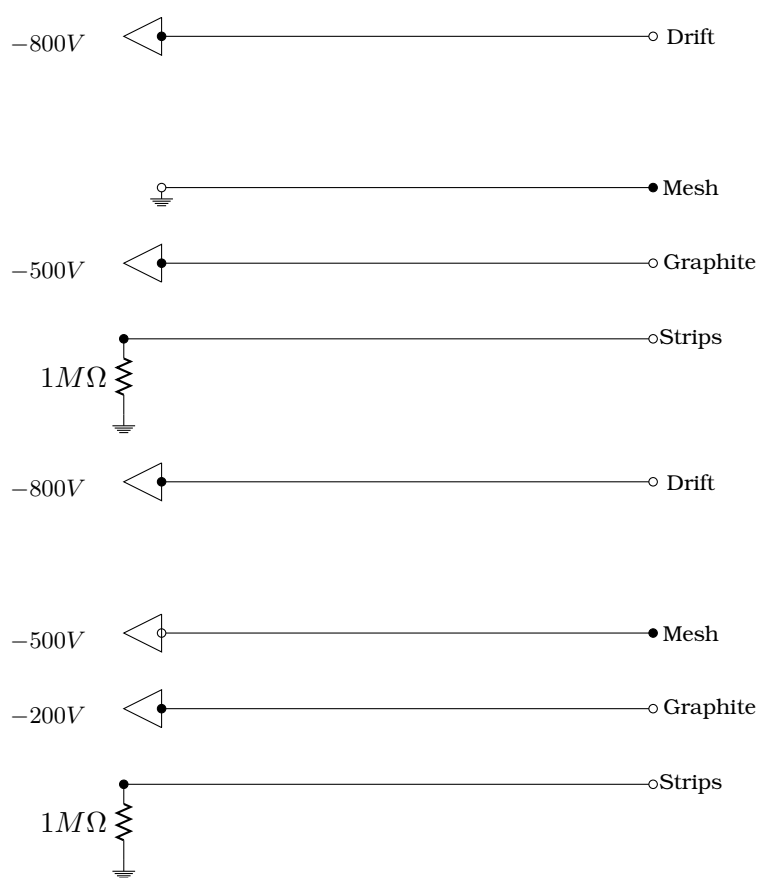 −800V Drift
Mesh
−500V Graphite
Strips
1MΩ
−800V Drift
−500V Mesh
−200V Graphite
Strips
1MΩ